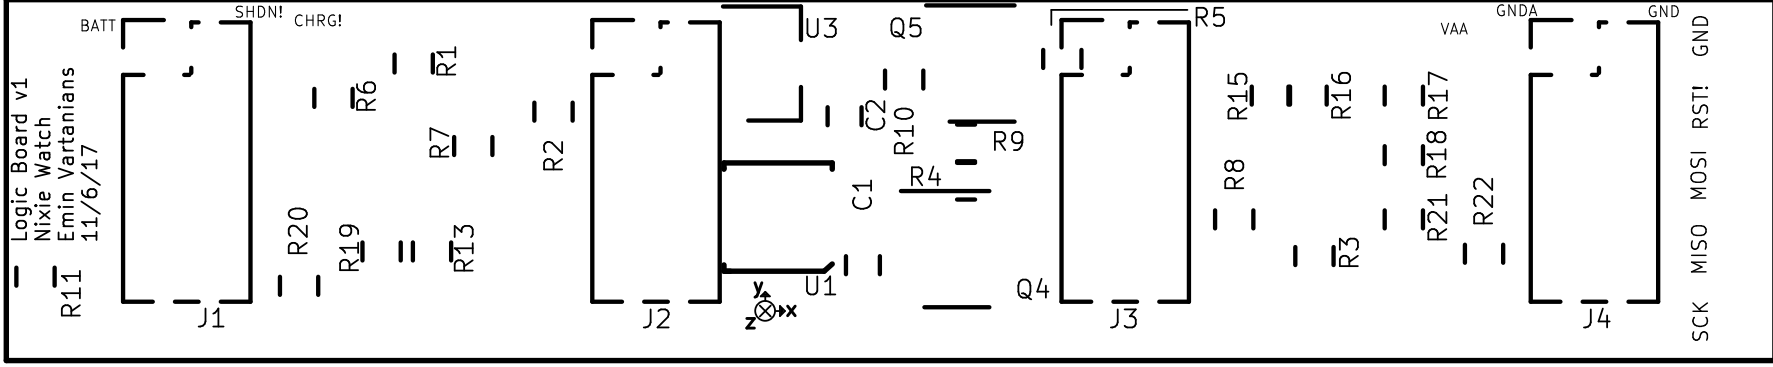 BATT
SHDN!
CHRG!
U3
Q5
R5
VAA
GNDA
GND
GND
R1
R6
R7
R2
C2
R10
R9
R15
R16
R17
RST!
R18
MOSI
Logic Board v1
Nixie Watch
Emin Vartanians
11/6/17
R4
C1
R8
R22
R21
R20
R19
R13
R3
MISO
R11
U1
Q4
y
z
x
J1
J2
J3
J4
SCK